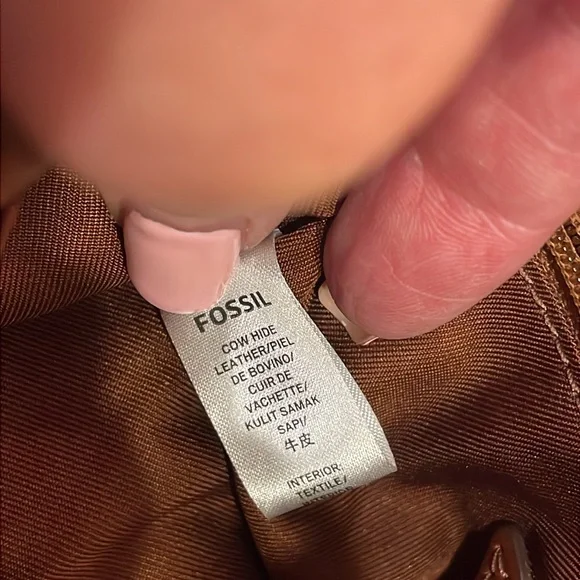 FOSSIL
COW HIDE
LEATHER/PIEL
DE BOVINO/
CUIR DE
VACHETTE/
KULIT SAMAK
SAPI/
牛皮
INTERIOR:
TEXTILE/